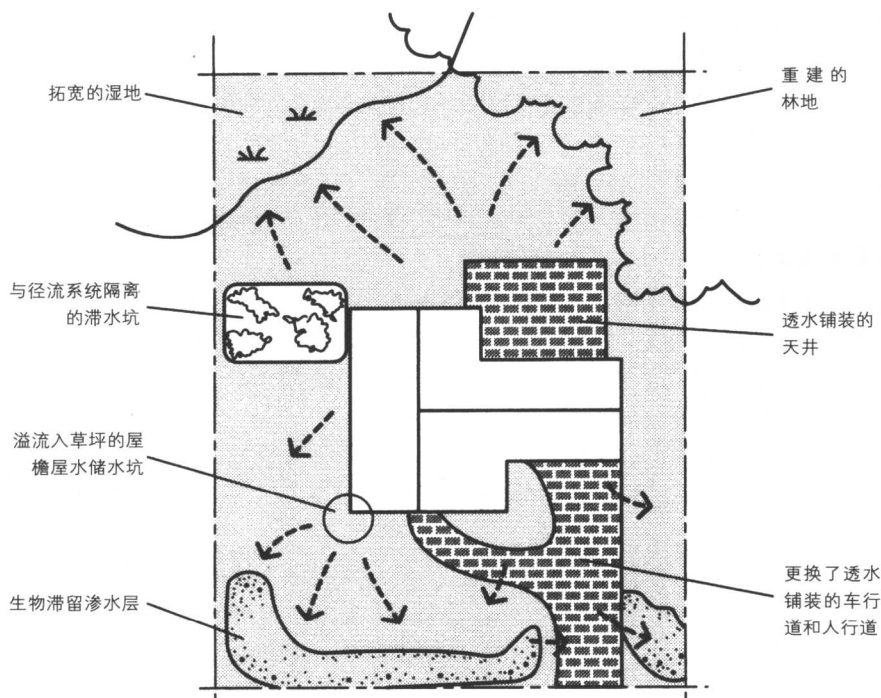 拓宽的湿地
重建的
林地
与径流系统隔离
的滞水坑
透水铺装的
天井
溢流入草坪的屋
檐屋水储水坑
生物滞留渗水层
更换了透水
铺装的车行
道和人行道